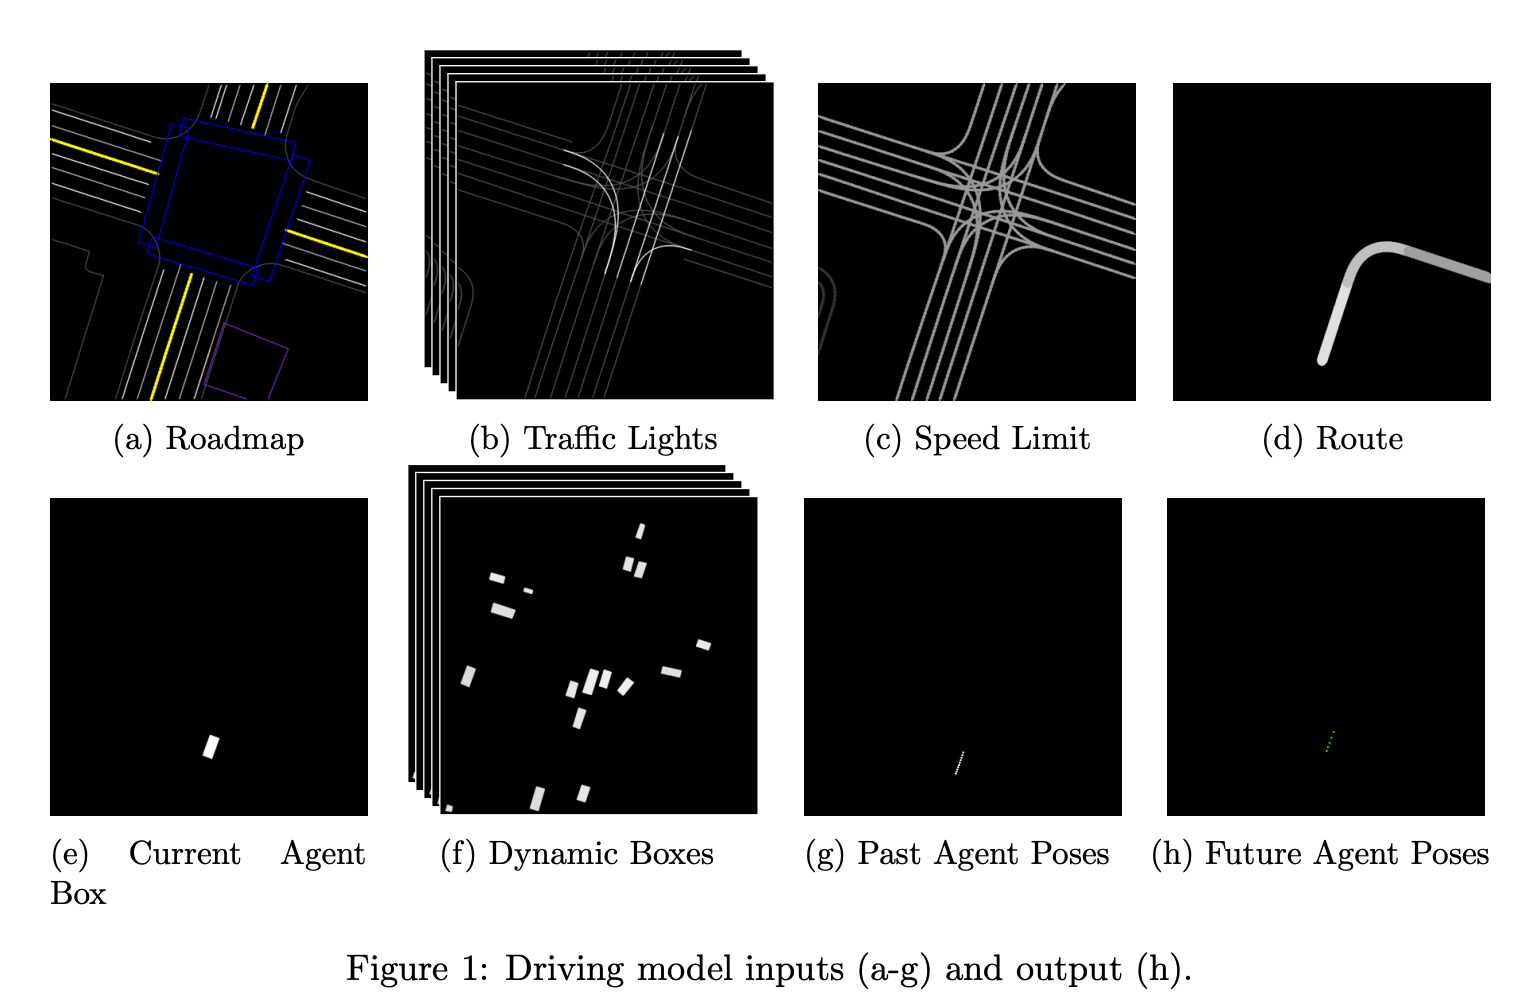 (a) Roadmap
(b) Traffic Lights
(c) Speed Limit
(d) Route
(e) Current Agent
Box
(f) Dynamic Boxes
(g) Past Agent Poses
(h) Future Agent Poses
Figure 1: Driving model inputs (a-g) and output (h).